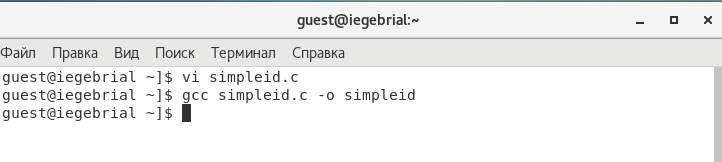 guest@iegebrial:~
Файл Правка Вид Поиск Терминал Справка
guest@iegebrial ~]$ vi simpleid.c
guest@iegebrial ~]$ gcc simpleid.c -o simpleid
guest@iegebrial ~]$